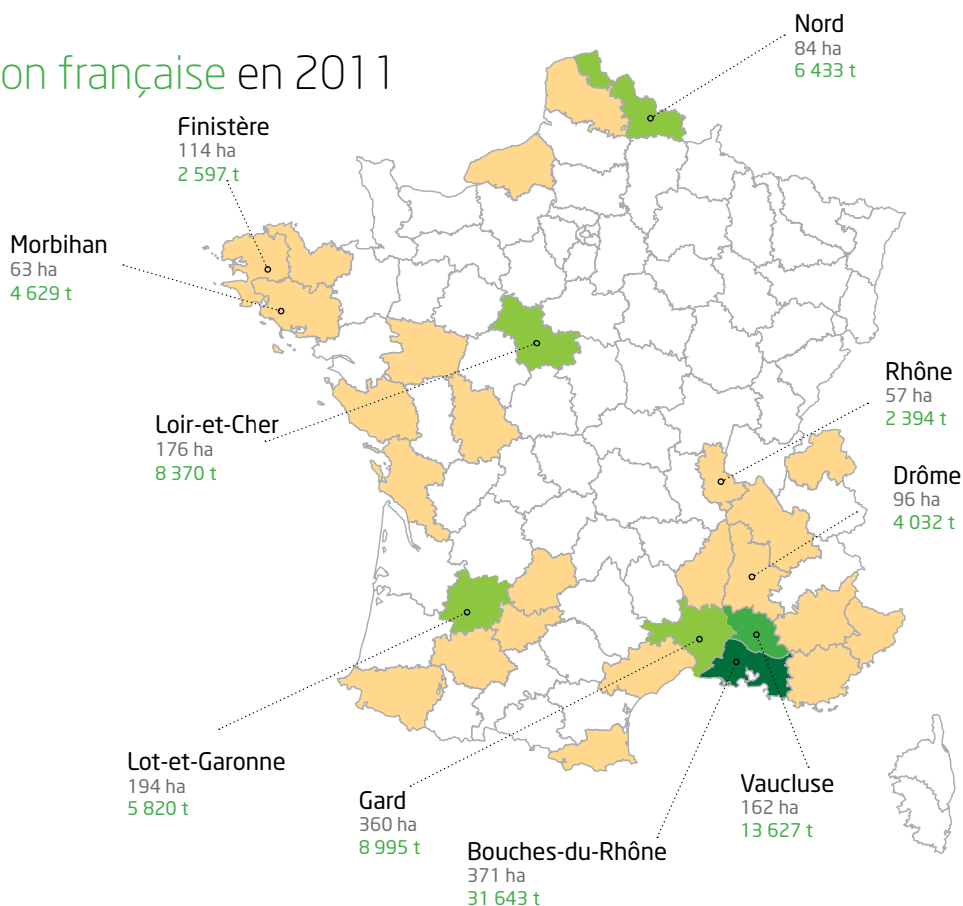 on française en 2011
Nord
84 ha
6 433 t
Finistère
114 ha
2 597 t
Morbihan
63 ha
4 629 t
Loir-et-Cher
176 ha
8 370 t
Rhône
57 ha
2 394 t
Drôme
96 ha
4 032 t
Lot-et-Garonne
194 ha
5 820 t
Gard
360 ha
8 995 t
Bouches-du-Rhône
371 ha
31 643 t
Vaucluse
162 ha
13 627 t